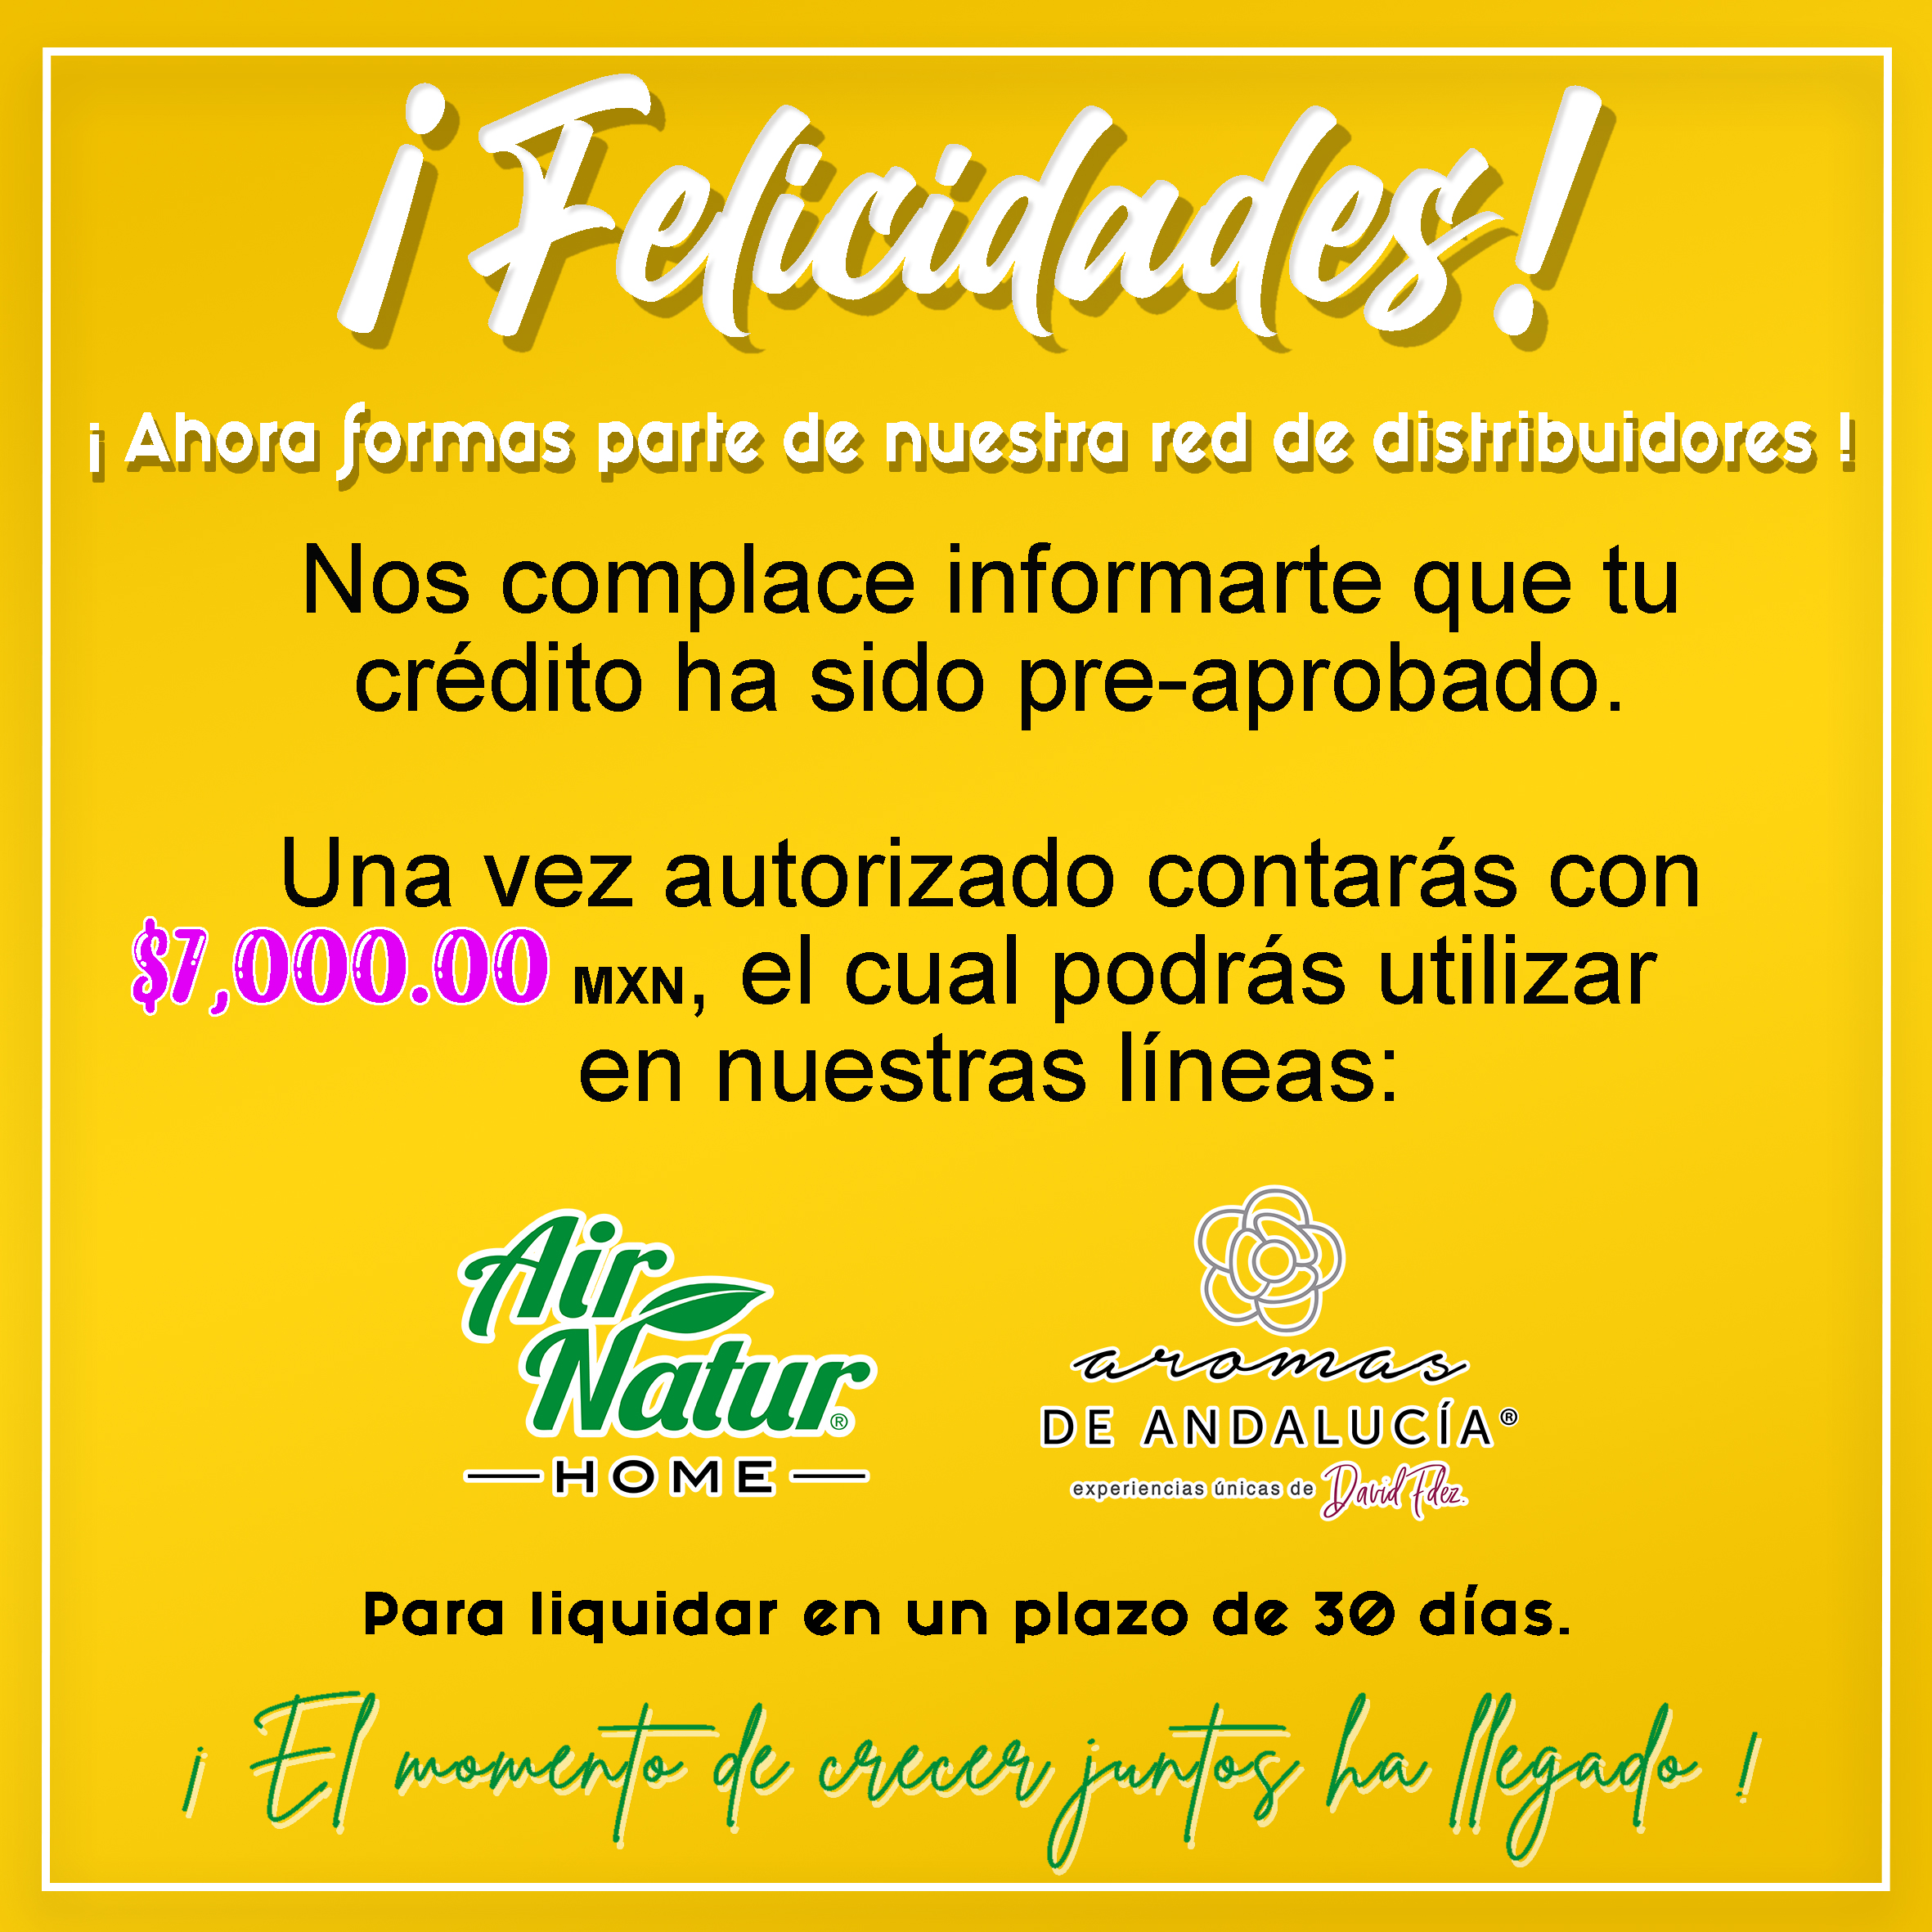 ¡Felicidades!
¡ Ahora formas parte de nuestra red de distribuidores !
Nos complace informarte que tu
crédito ha sido pre-aprobado.
Una vez autorizado contarás con
$7,000.00 MXN, el cual podrás utilizar
en nuestras líneas:
Air
Natur®
HOME
aromas
DE ANDALUCÍA®
experiencias únicas de David Fdez.
Para liquidar en un plazo de 30 días.
¡ El momento de crecer juntos ha llegado !